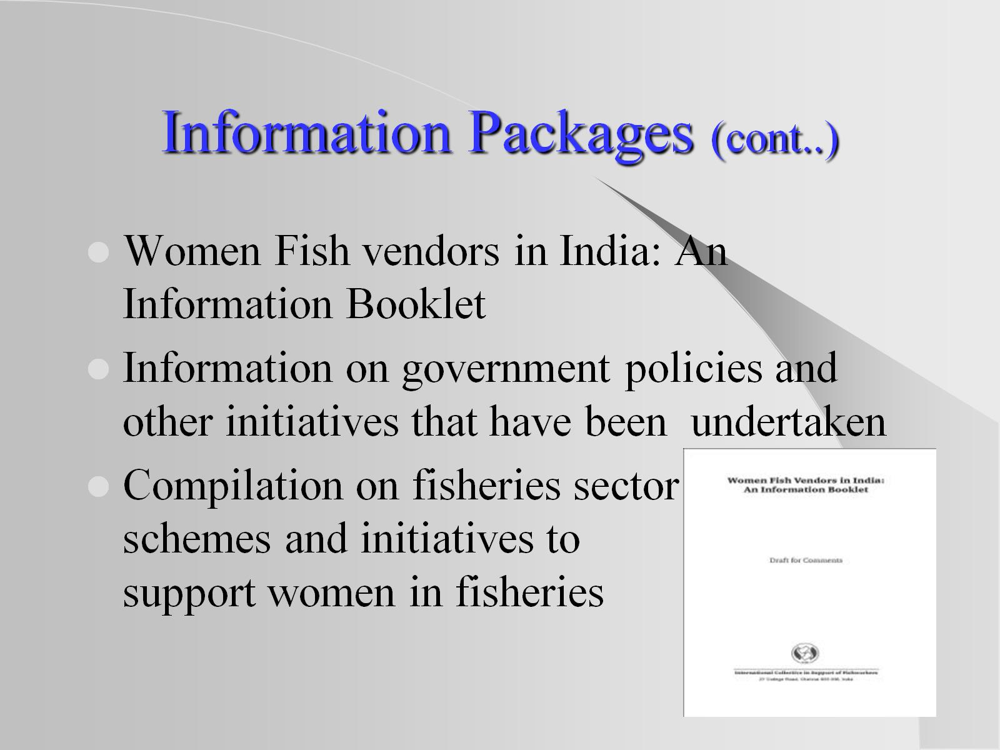 Information Packages (cont..)
Women Fish vendors in India: An
Information Booklet
Information on government policies and
other initiatives that have been  undertaken
Compilation on fisheries sector
schemes and initiatives to
support women in fisheries
Women Fish Vendors in India:
An Information Booklet
Draft for Comments
International Collective in Support of Fishworkers
27 College Road, Chennai 600 006, India